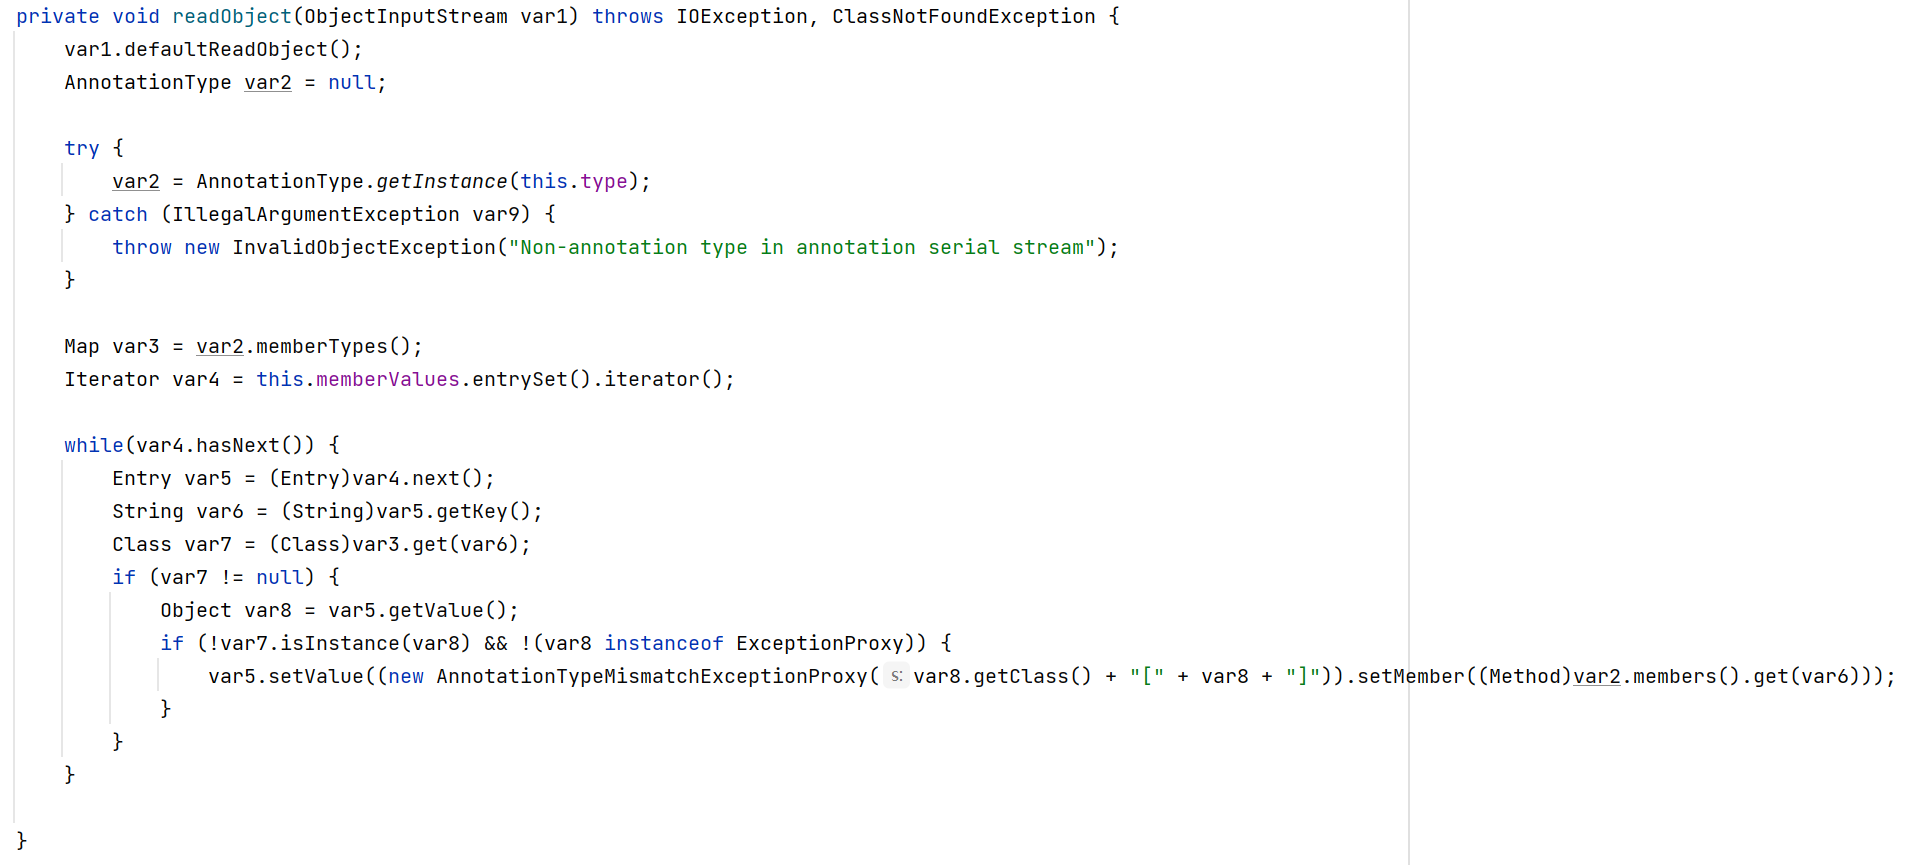 private void readObject(ObjectInputStream var1) throws IOException, ClassNotFoundException {
    var1.defaultReadObject();
    AnnotationType var2 = null;

    try {
        var2 = AnnotationType.getInstance(this.type);
    } catch (IllegalArgumentException var9) {
        throw new InvalidObjectException("Non-annotation type in annotation serial stream");
    }

    Map var3 = var2.memberTypes();
    Iterator var4 = this.memberValues.entrySet().iterator();

    while(var4.hasNext()) {
        Entry var5 = (Entry)var4.next();
        String var6 = (String)var5.getKey();
        Class var7 = (Class)var3.get(var6);
        if (var7 != null) {
            Object var8 = var5.getValue();
            if (!var7.isInstance(var8) && !(var8 instanceof ExceptionProxy)) {
                var5.setValue((new AnnotationTypeMismatchExceptionProxy( s: var8.getClass() + "[" + var8 + "]")).setMember((Method)var2.members().get(var6)));
            }
        }
    }

}